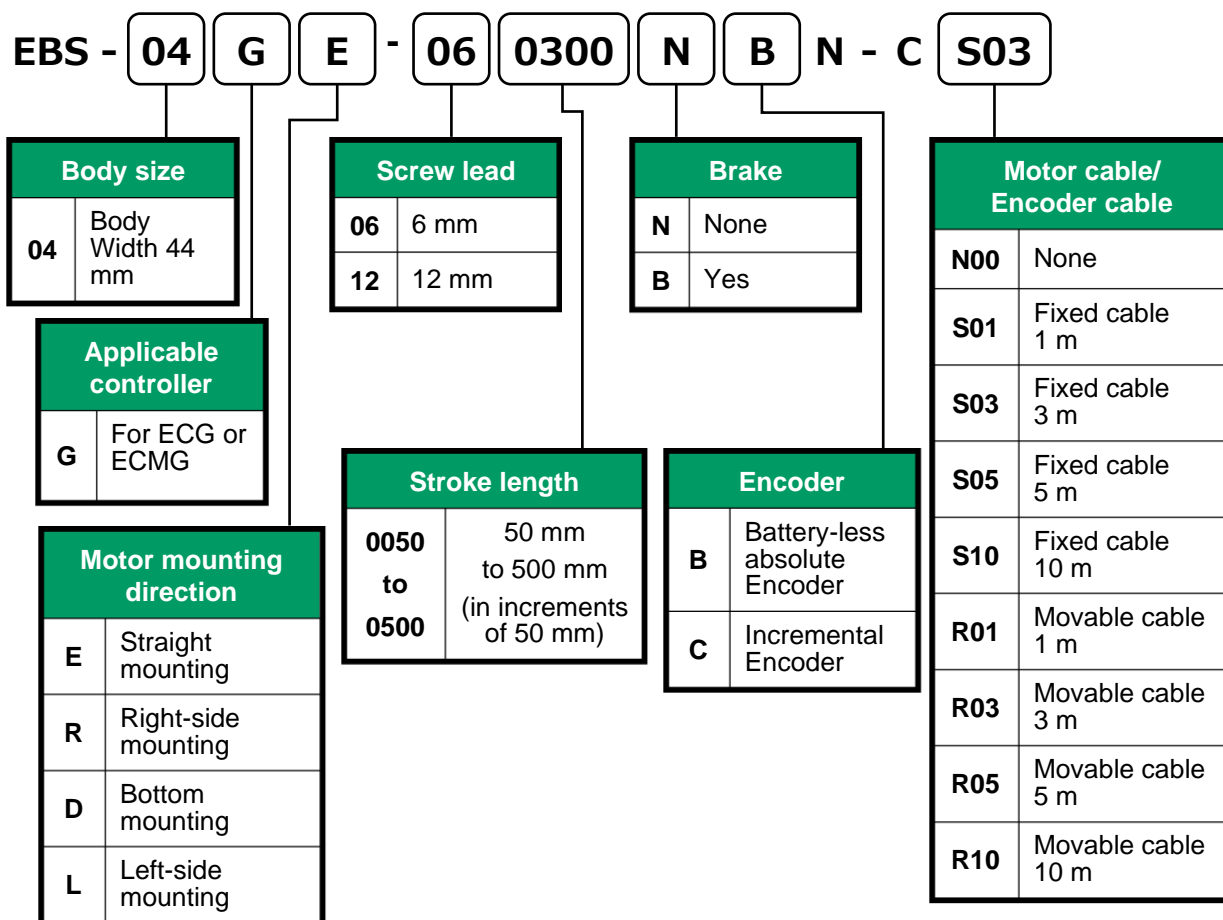 EBS - 04 G E - 06 0300 N B N - C S03
Body size
04 Body
Width 44
mm
Applicable
controller
G For ECG or
ECMG
Motor mounting
direction
E Straight
mounting
R Right-side
mounting
D Bottom
mounting
L Left-side
mounting
Screw lead
06 6 mm
12 12 mm
Stroke length
0050 50 mm
to to 500 mm
0500 (in increments
of 50 mm)
Brake
N None
B Yes
Encoder
B Battery-less
absolute
Encoder
C Incremental
Encoder
Motor cable/
Encoder cable
N00 None
S01 Fixed cable
1 m
S03 Fixed cable
3 m
S05 Fixed cable
5 m
S10 Fixed cable
10 m
R01 Movable cable
1 m
R03 Movable cable
3 m
R05 Movable cable
5 m
R10 Movable cable
10 m